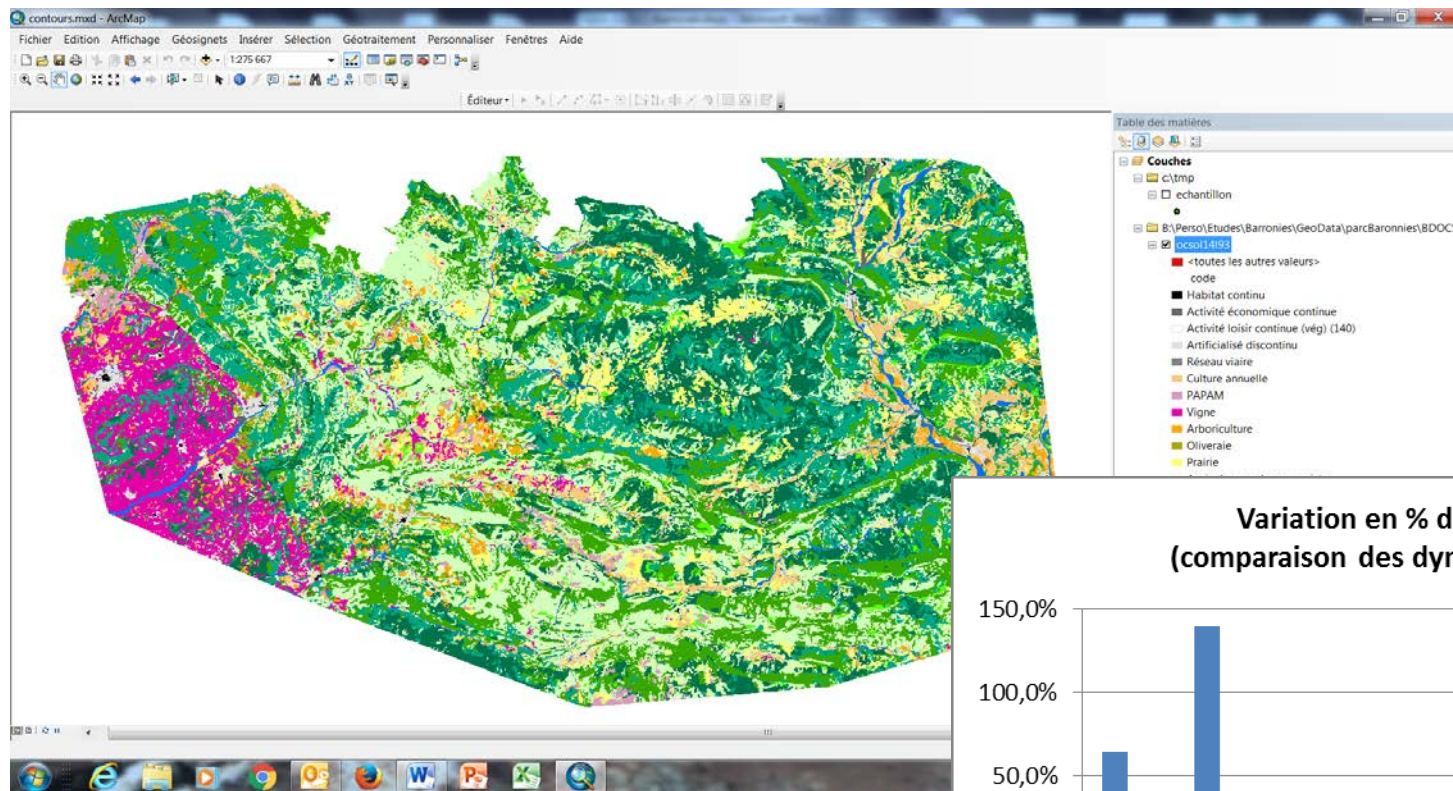 contours.mxd - ArcMap
Fichier Edition Affichage Géosignets Insérer Sélection Géotraitement Personnaliser Fenêtres Aide
1:275 667
Éditeur
Table des matières
Couches
c:\tmp
echantillon
B:\Perso\Etudes\Barronies\GeoData\parcBaronnies\BDOCS
ocsol14l93
<toutes les autres valeurs>
code
Habitat continu
Activité économique continue
Activité loisir continue (vég) (140)
Artificialisé discontinu
Réseau viaire
Culture annuelle
PAPAM
Vigne
Arboriculture
Oliveraie
Prairie
Variation en % d
(comparaison des dyn
150,0%
100,0%
50,0%